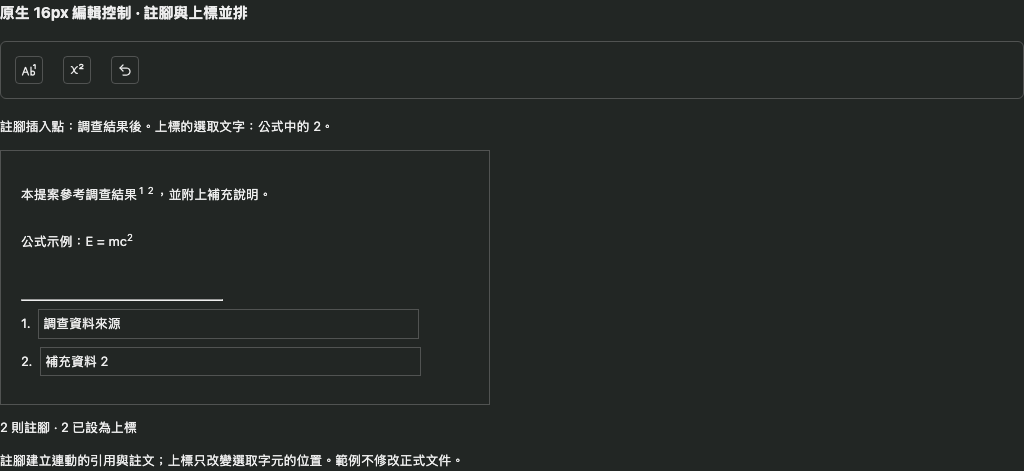 原生 16px 編輯控制 · 註腳與上標並排
Ab¹ X²
註腳插入點：調查結果後。上標的選取文字：公式中的 2。
本提案參考調查結果¹ ²，並附上補充說明。
公式示例：E = mc²
1. 調查資料來源
2. 補充資料 2
2 則註腳 · 2 已設為上標
註腳建立連動的引用與註文；上標只改變選取字元的位置。範例不修改正式文件。